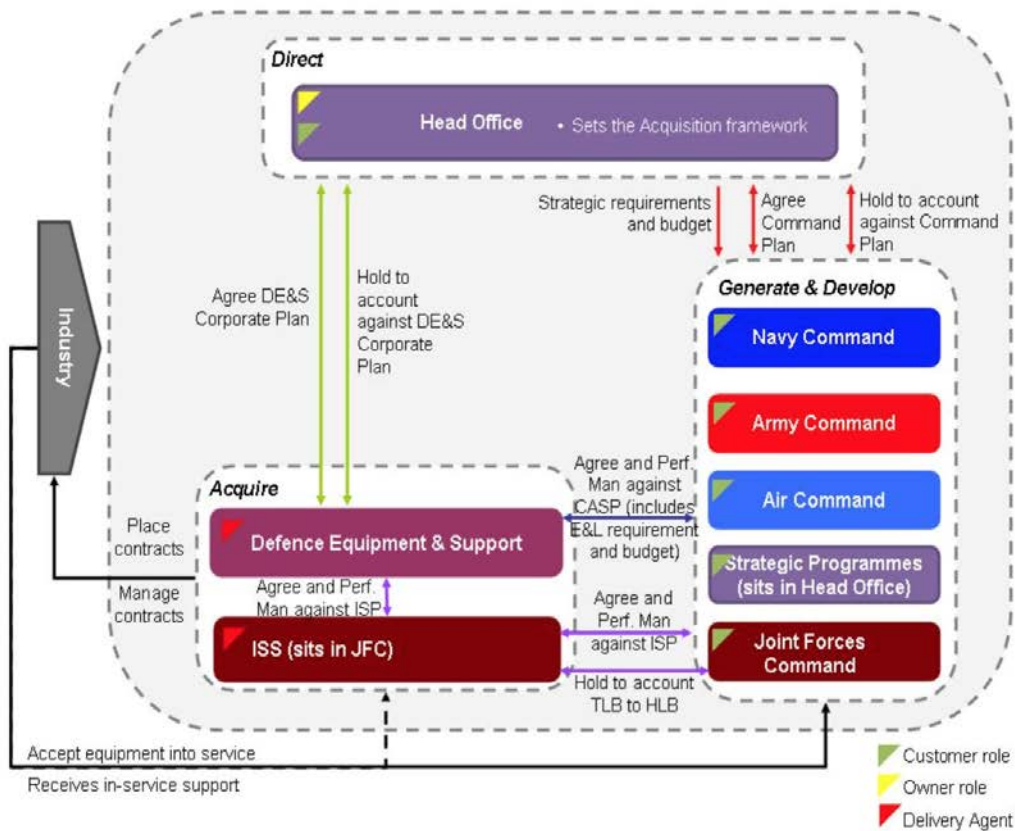 Direct
Head Office
• Sets the Acquisition framework
Strategic requirements
and budget
Agree
Command
Plan
Hold to account
against Command
Plan
Agree DE&S
Corporate Plan
Hold to
account
against DE&S
Corporate
Plan
Industry
Generate & Develop
Navy Command
Army Command
Air Command
Strategic Programmes
(sits in Head Office)
Joint Forces
Command
Agree and Perf.
Man against
CASP (includes
E&L requirement
and budget)
Acquire
Defence Equipment & Support
Agree and Perf.
Man against ISP
ISS (sits in JFC)
Agree and
Perf. Man
against ISP
Hold to account
TLB to HLB
Place
contracts
Manage
contracts
Accept equipment into service
Receives in-service support
Customer role
Owner role
Delivery Agent